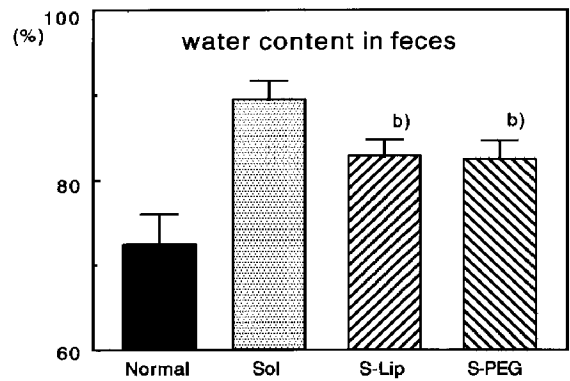 100
(%)
water content in feces
b) b)
80
60
Normal Sol S-Lip S-PEG